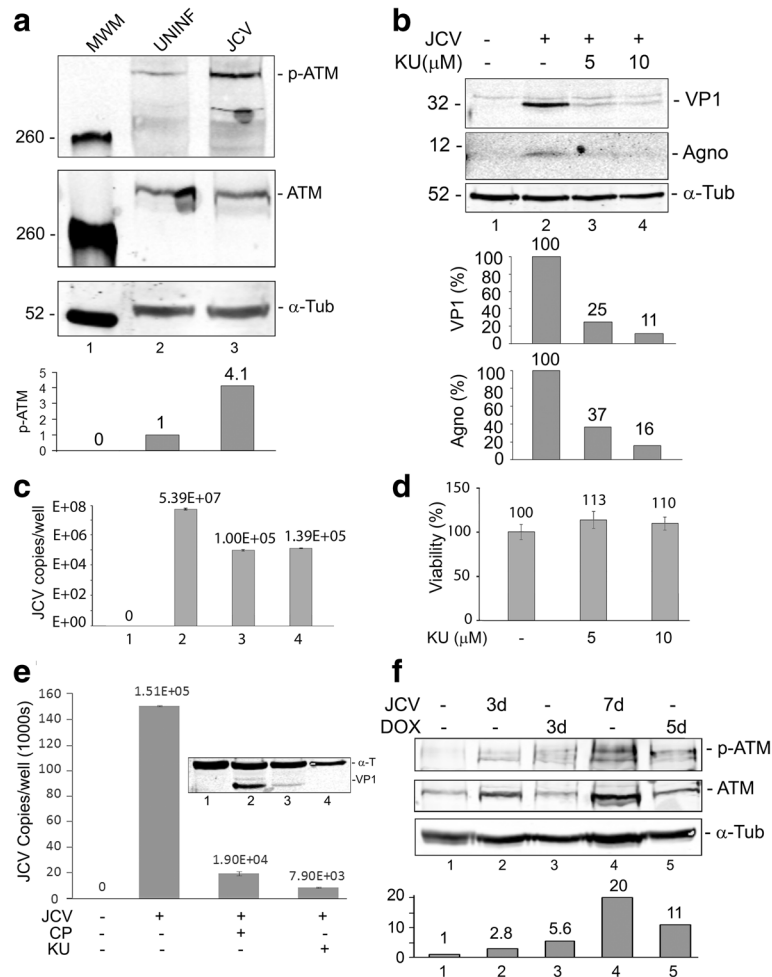 a
MWM
UNINF
JCV
- p-ATM
260 -
- ATM
260 -
52 -
- α-Tub
1 2 3
p-ATM
5
4
3
2
1
0
0
1
4.1
b
JCV - + + +
KU(μM) - - 5 10
32 -
- VP1
12 -
- Agno
52 -
- α-Tub
1 2 3 4
VP1 (%)
100
80
60
40
20
0
100
25
11
Agno (%)
100
80
60
40
20
0
100
37
16
c
JCV copies/well
E+08
E+06
E+04
E+02
E+00
0
5.39E+07
1.00E+05
1.39E+05
1 2 3 4
d
Viability (%)
150
100
50
0
100
113
110
KU (μM) - 5 10
e
JCV Copies/well (1000s)
160
140
120
100
80
60
40
20
0
0
1.51E+05
1.90E+04
7.90E+03
- α-T
-VP1
1 2 3 4
JCV - + + +
CP - - + -
KU - - - +
f
JCV - 3d - 7d -
DOX - - 3d - 5d
- p-ATM
- ATM
- α-Tub
1 2 3 4 5
20
10
0
1
2.8
5.6
20
11
1 2 3 4 5